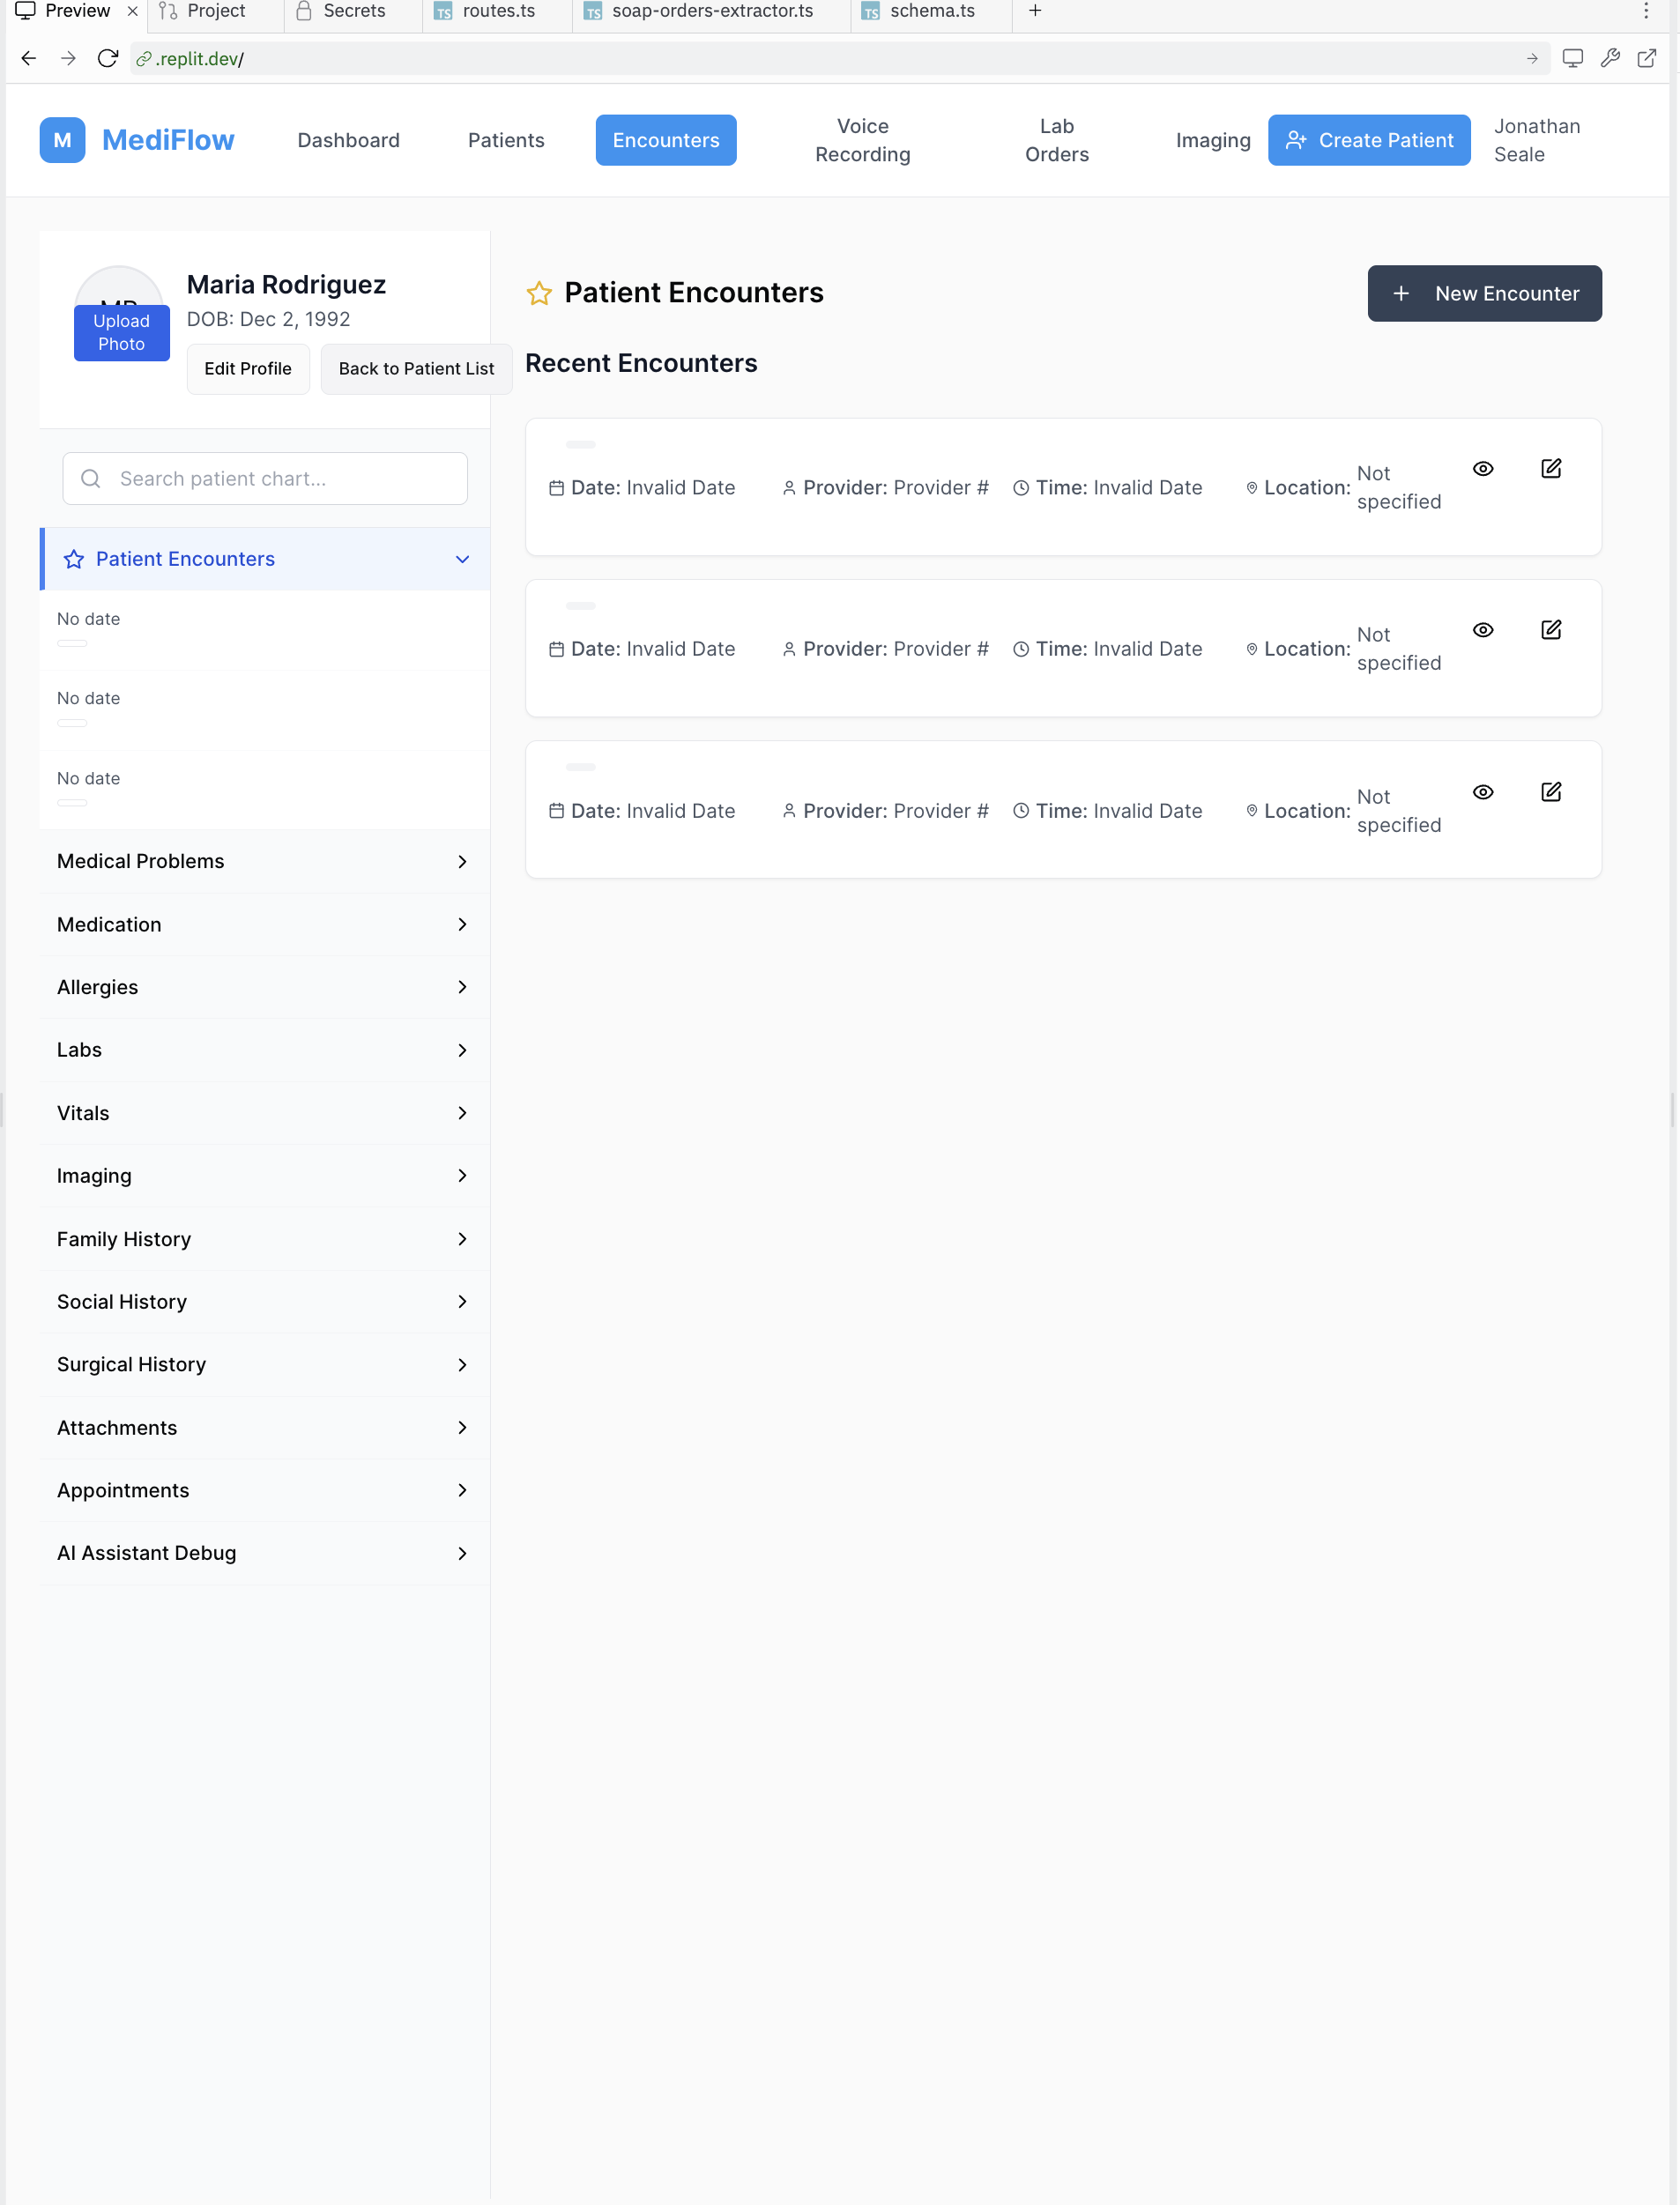 Preview
Project
Secrets
TS routes.ts
TS soap-orders-extractor.ts
TS schema.ts
.replit.dev/
M MediFlow
Dashboard
Patients
Encounters
Voice
Recording
Lab
Orders
Imaging
Create Patient
Jonathan
Seale
Upload
Photo
Maria Rodriguez
DOB: Dec 2, 1992
Edit Profile
Back to Patient List
Search patient chart...
Patient Encounters
No date
No date
No date
Medical Problems
Medication
Allergies
Labs
Vitals
Imaging
Family History
Social History
Surgical History
Attachments
Appointments
AI Assistant Debug
Patient Encounters
New Encounter
Recent Encounters
Date: Invalid Date
Provider: Provider #
Time: Invalid Date
Location: Not
specified
Date: Invalid Date
Provider: Provider #
Time: Invalid Date
Location: Not
specified
Date: Invalid Date
Provider: Provider #
Time: Invalid Date
Location: Not
specified